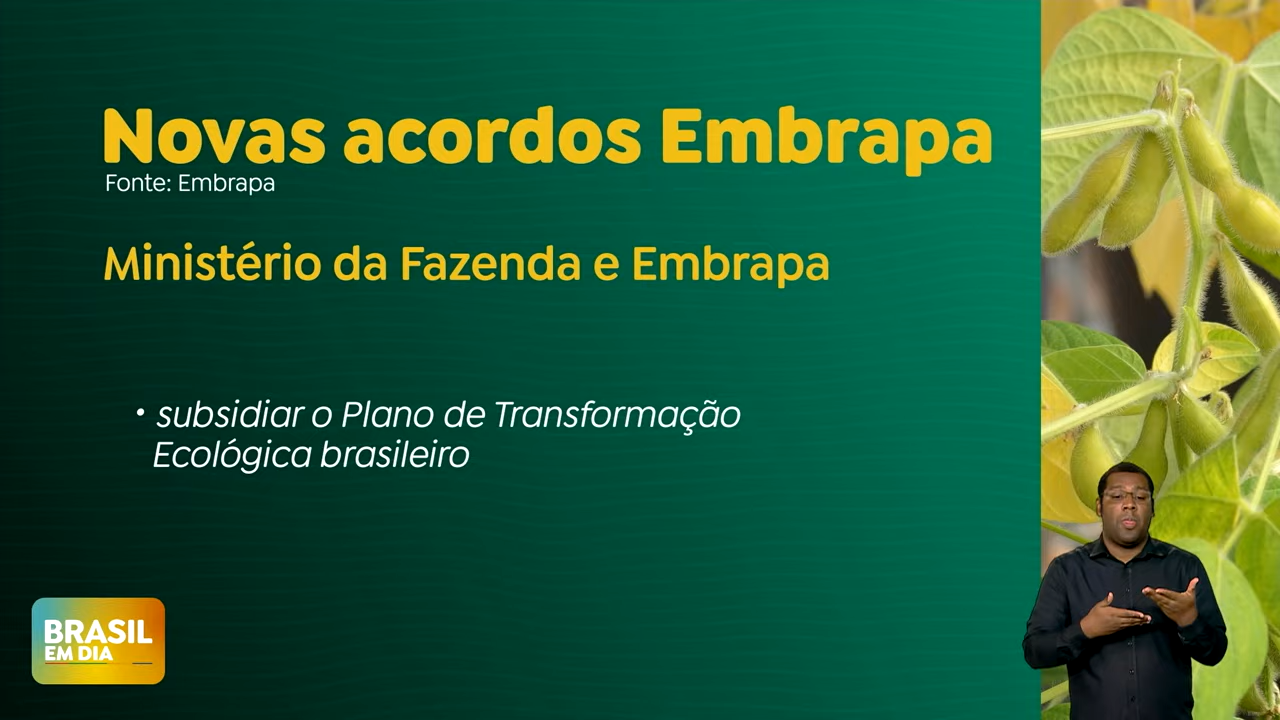 Novas acordos Embrapa
Fonte: Embrapa
Ministério da Fazenda e Embrapa
• subsidiar o Plano de Transformação
Ecológica brasileiro
BRASIL
EM DIA